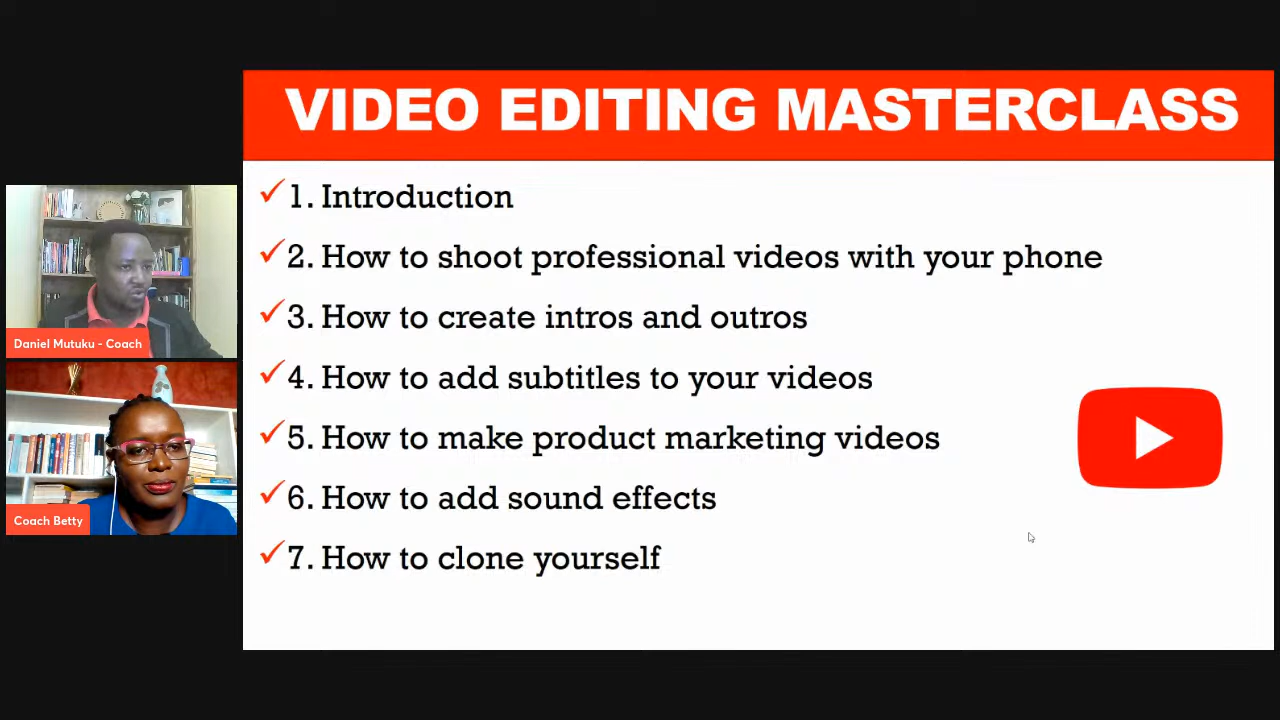 VIDEO EDITING MASTERCLASS
1. Introduction
2. How to shoot professional videos with your phone
3. How to create intros and outros
4. How to add subtitles to your videos
5. How to make product marketing videos
6. How to add sound effects
7. How to clone yourself
Daniel Mutuku - Coach
Coach Betty